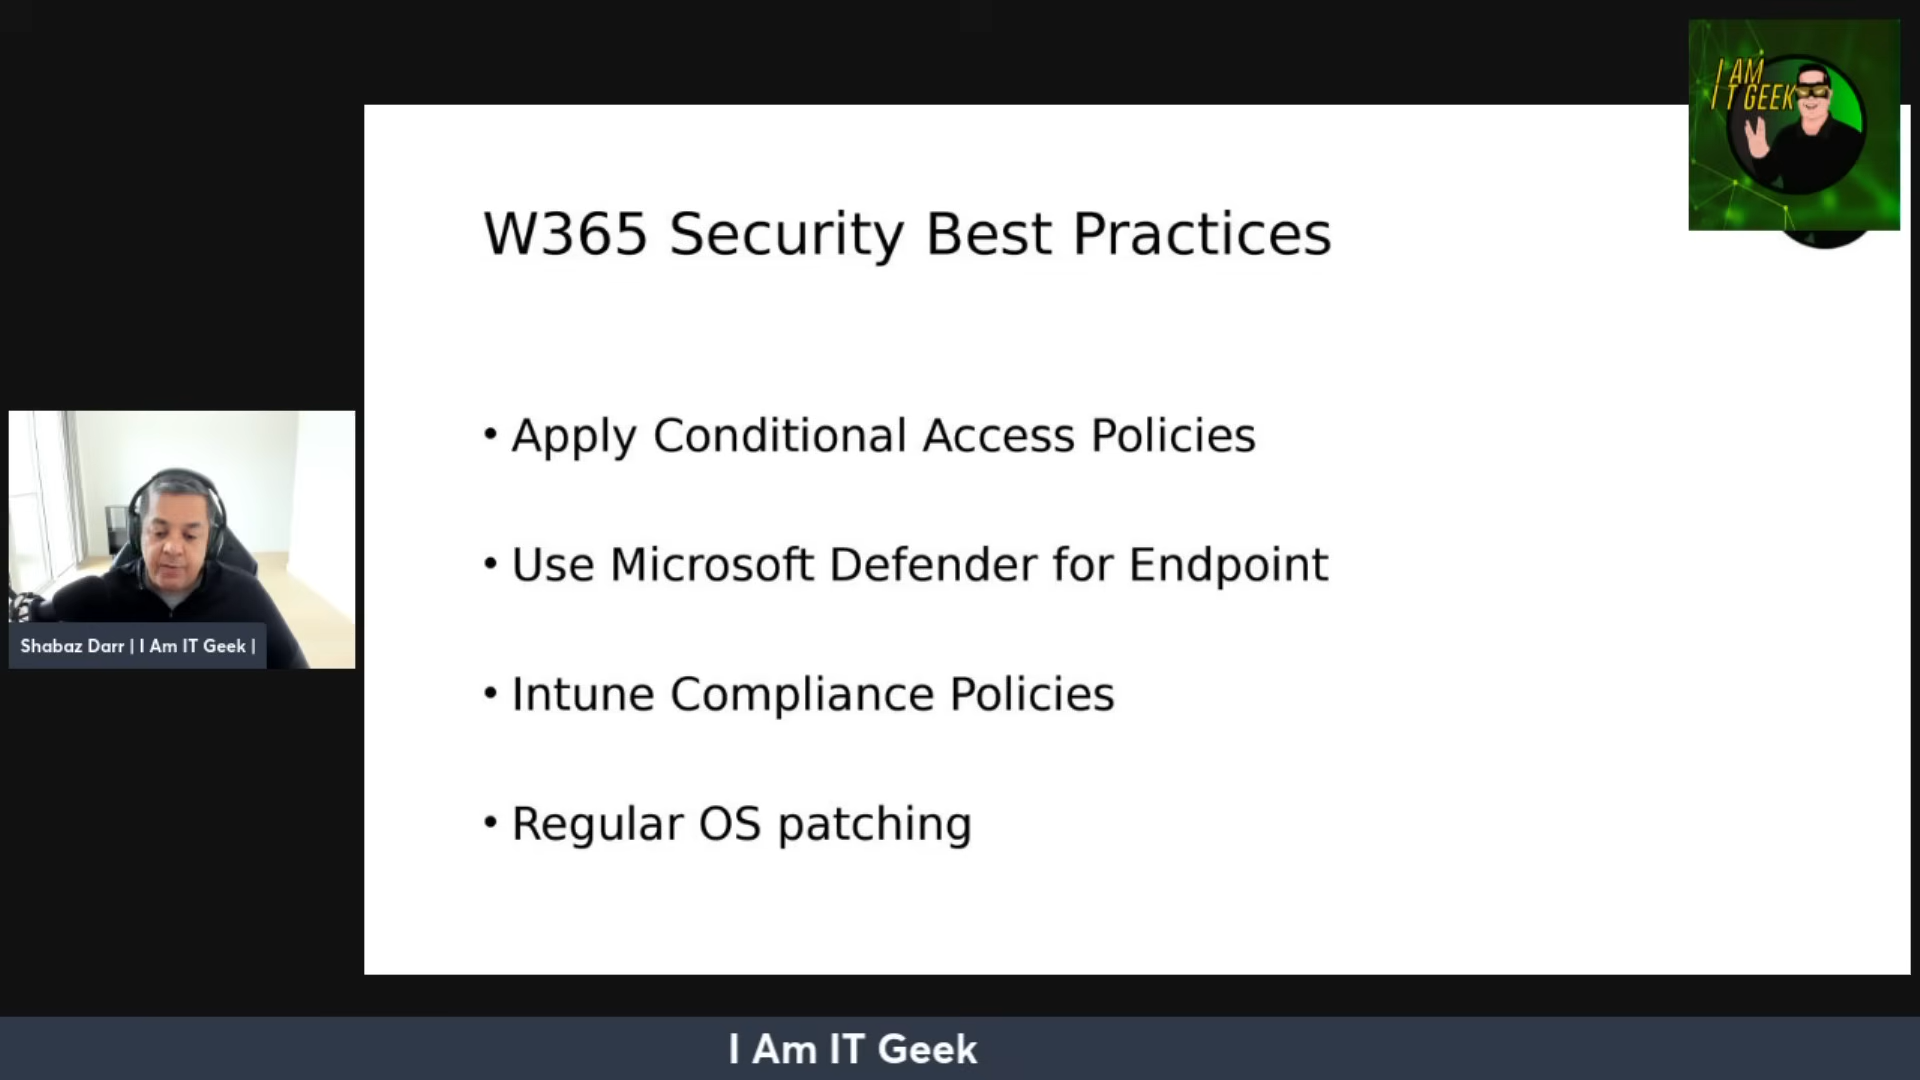 I AM
IT GEEK
W365 Security Best Practices
• Apply Conditional Access Policies
• Use Microsoft Defender for Endpoint
• Intune Compliance Policies
• Regular OS patching
Shabaz Darr | I Am IT Geek |
I Am IT Geek